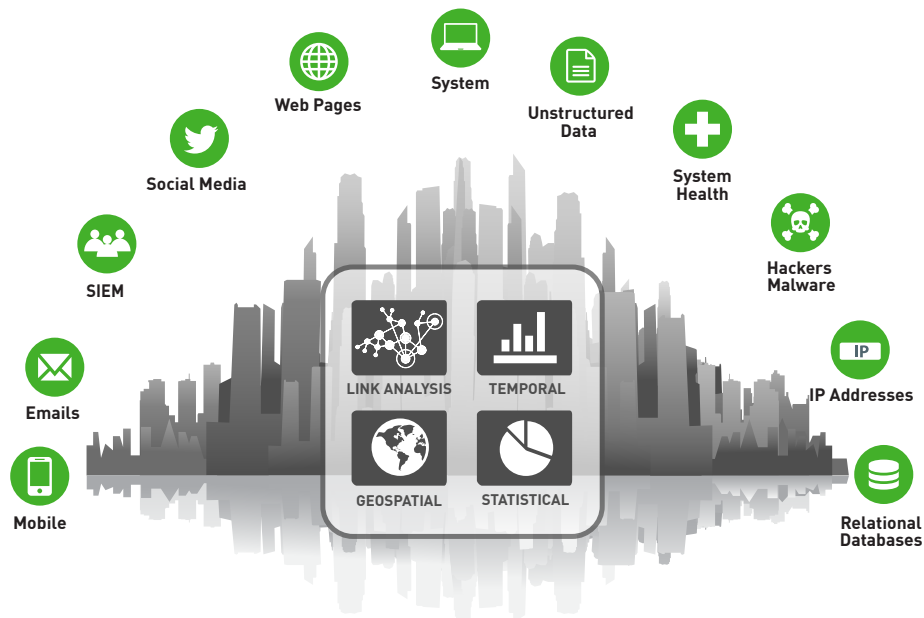 System
Web Pages
Unstructured
Data
Social Media
System
Health
SIEM
Hackers
Malware
Emails
IP
IP Addresses
Mobile
Relational
Databases
LINK ANALYSIS
TEMPORAL
GEOSPATIAL
STATISTICAL